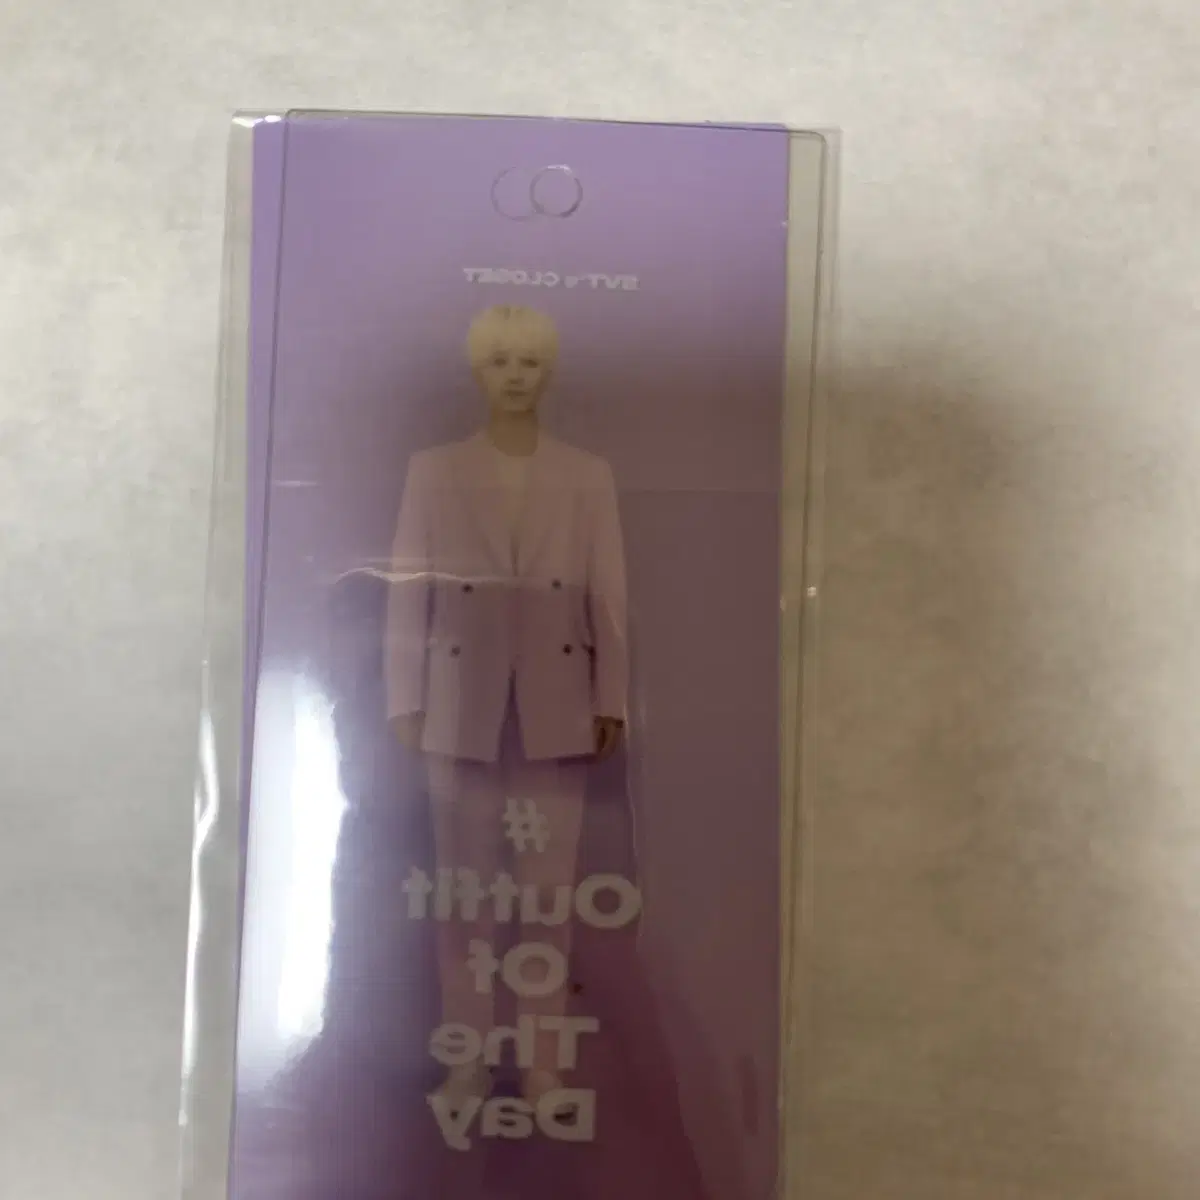 SVT's CLOSET
#
Outfit
Of
The
Day